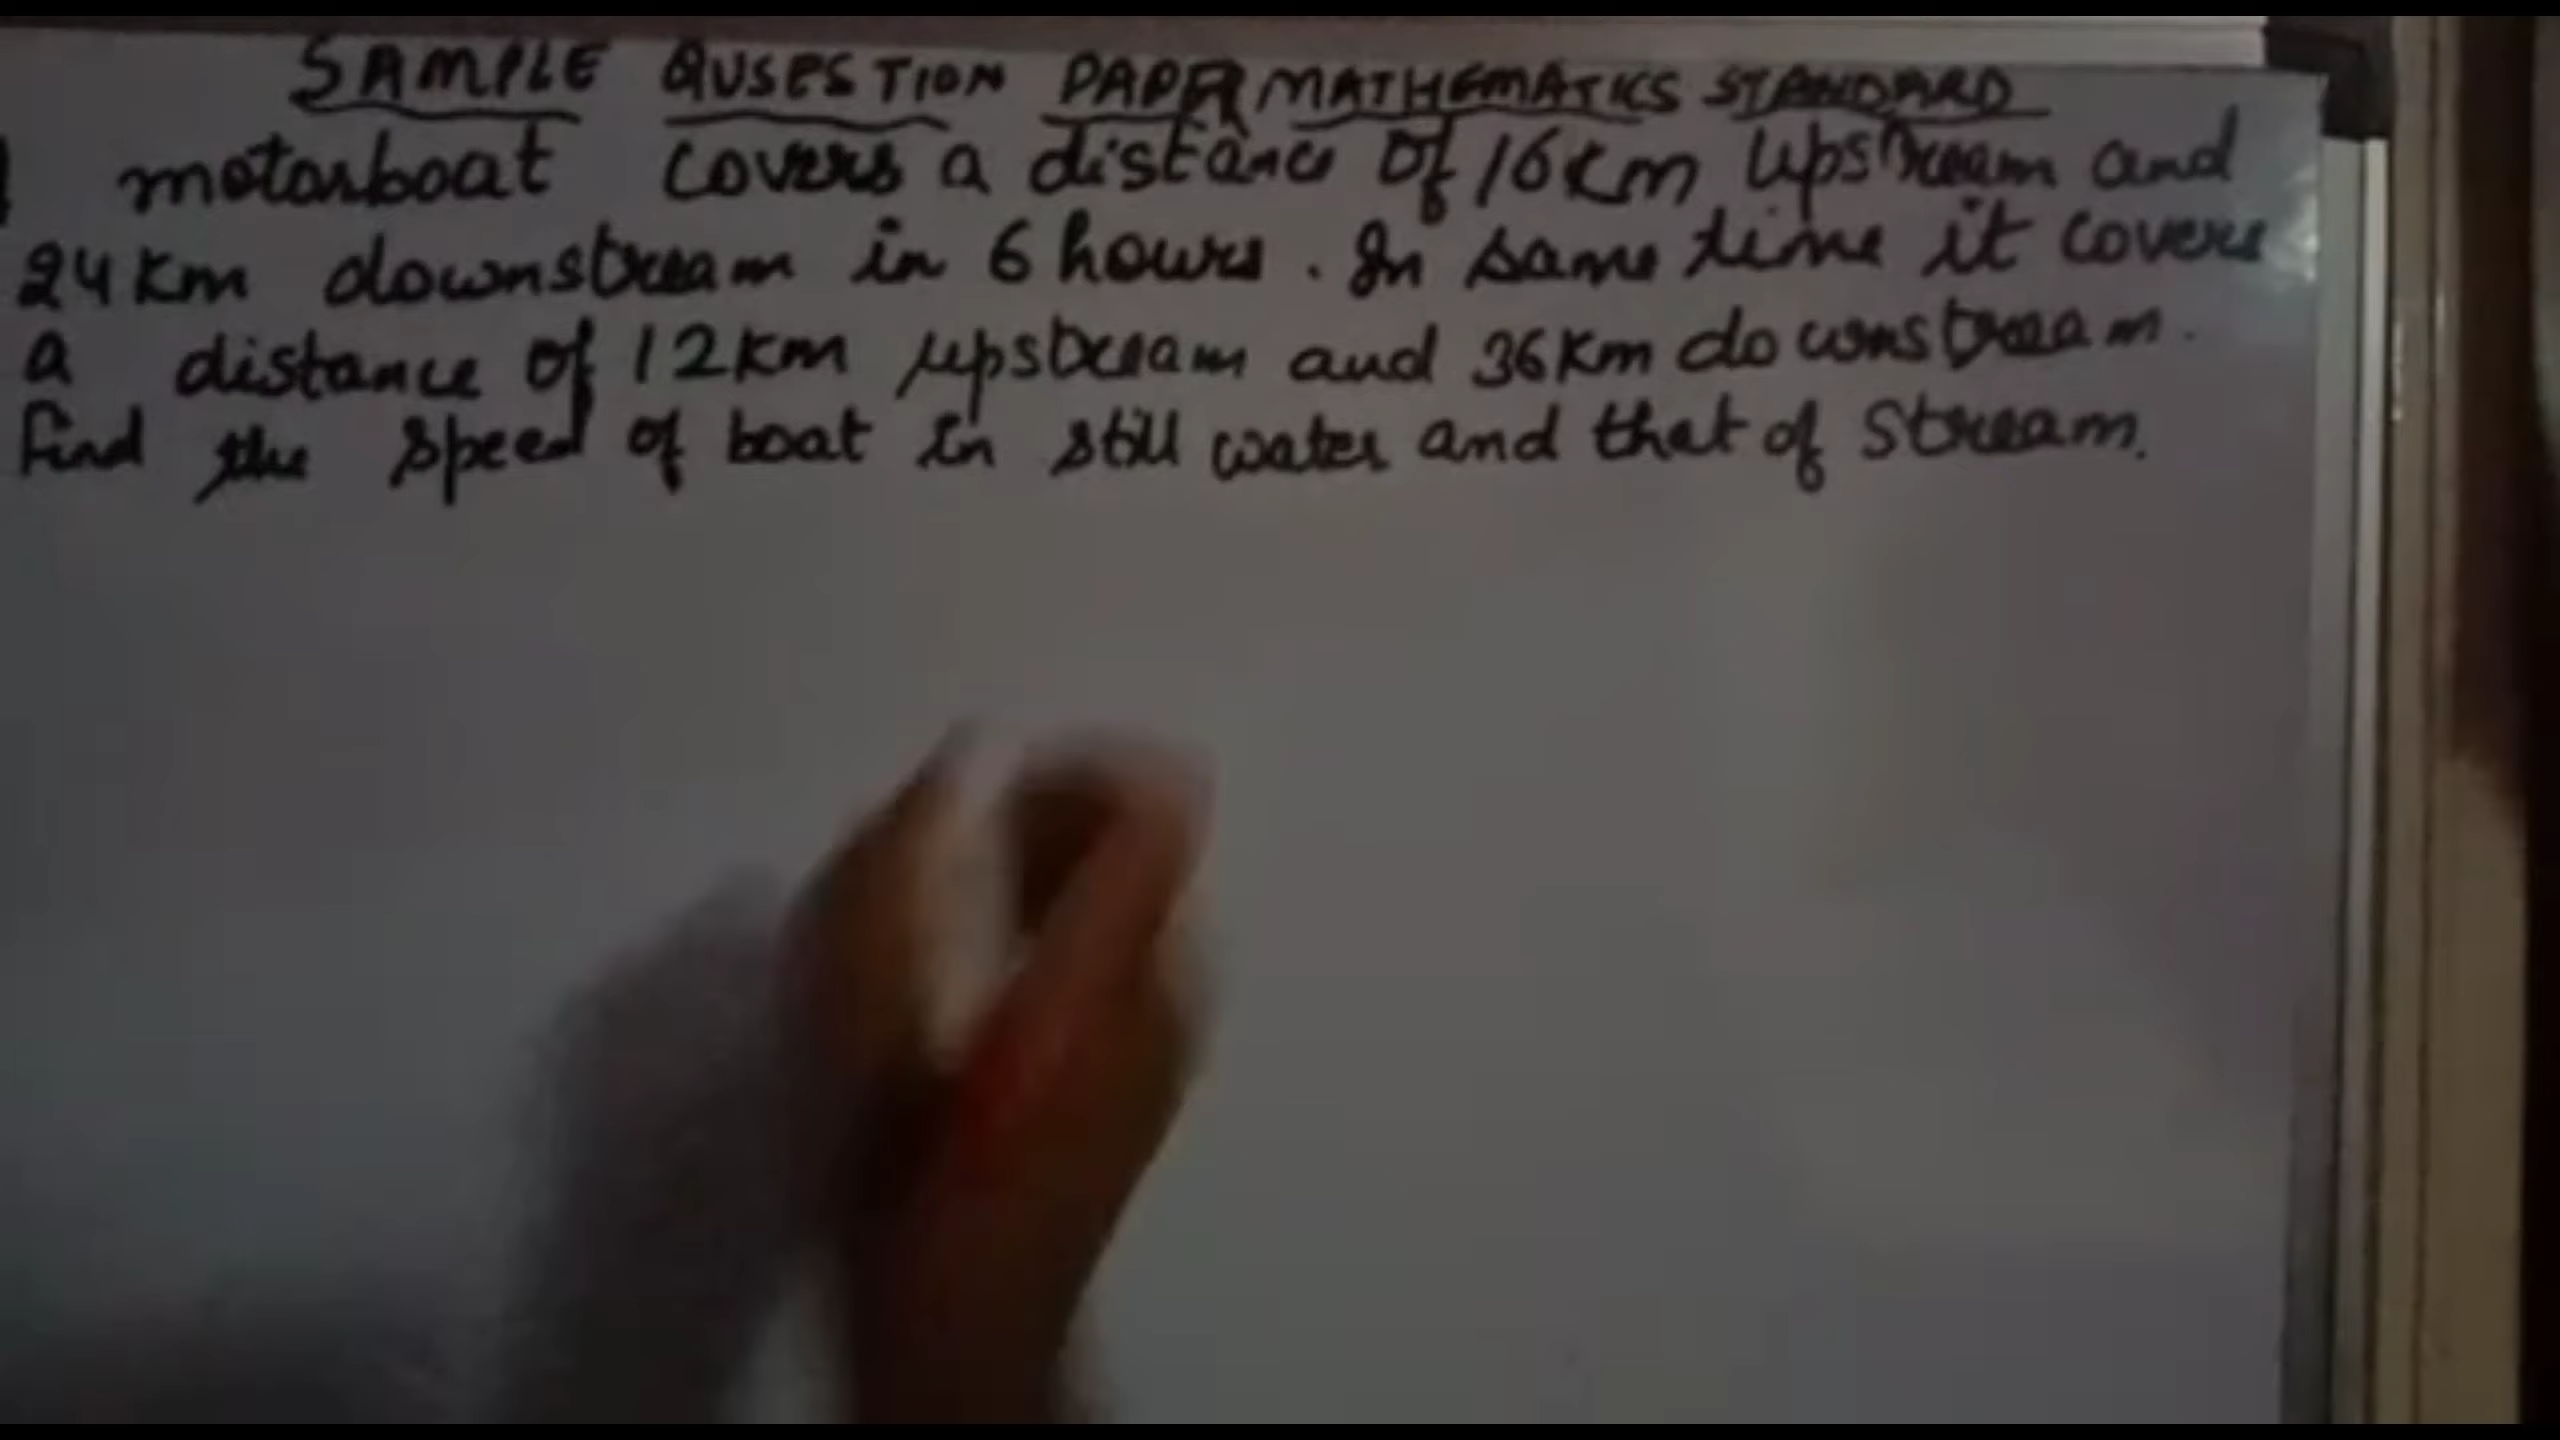 SAMPLE QUSESTION PAPR MATHEMATICS STANDARD
motorboat covers a distance of 16km upstream and
24Km downstream in 6 hours. In same time it covers
a distance of 12km upstream and 36Km downstream.
Find the speed of boat in still water and that of stream.